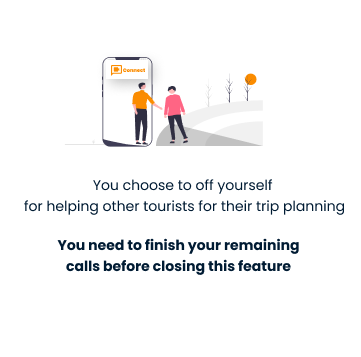 Connect
You choose to off yourself
for helping other tourists for their trip planning
You need to finish your remaining
calls before closing this feature